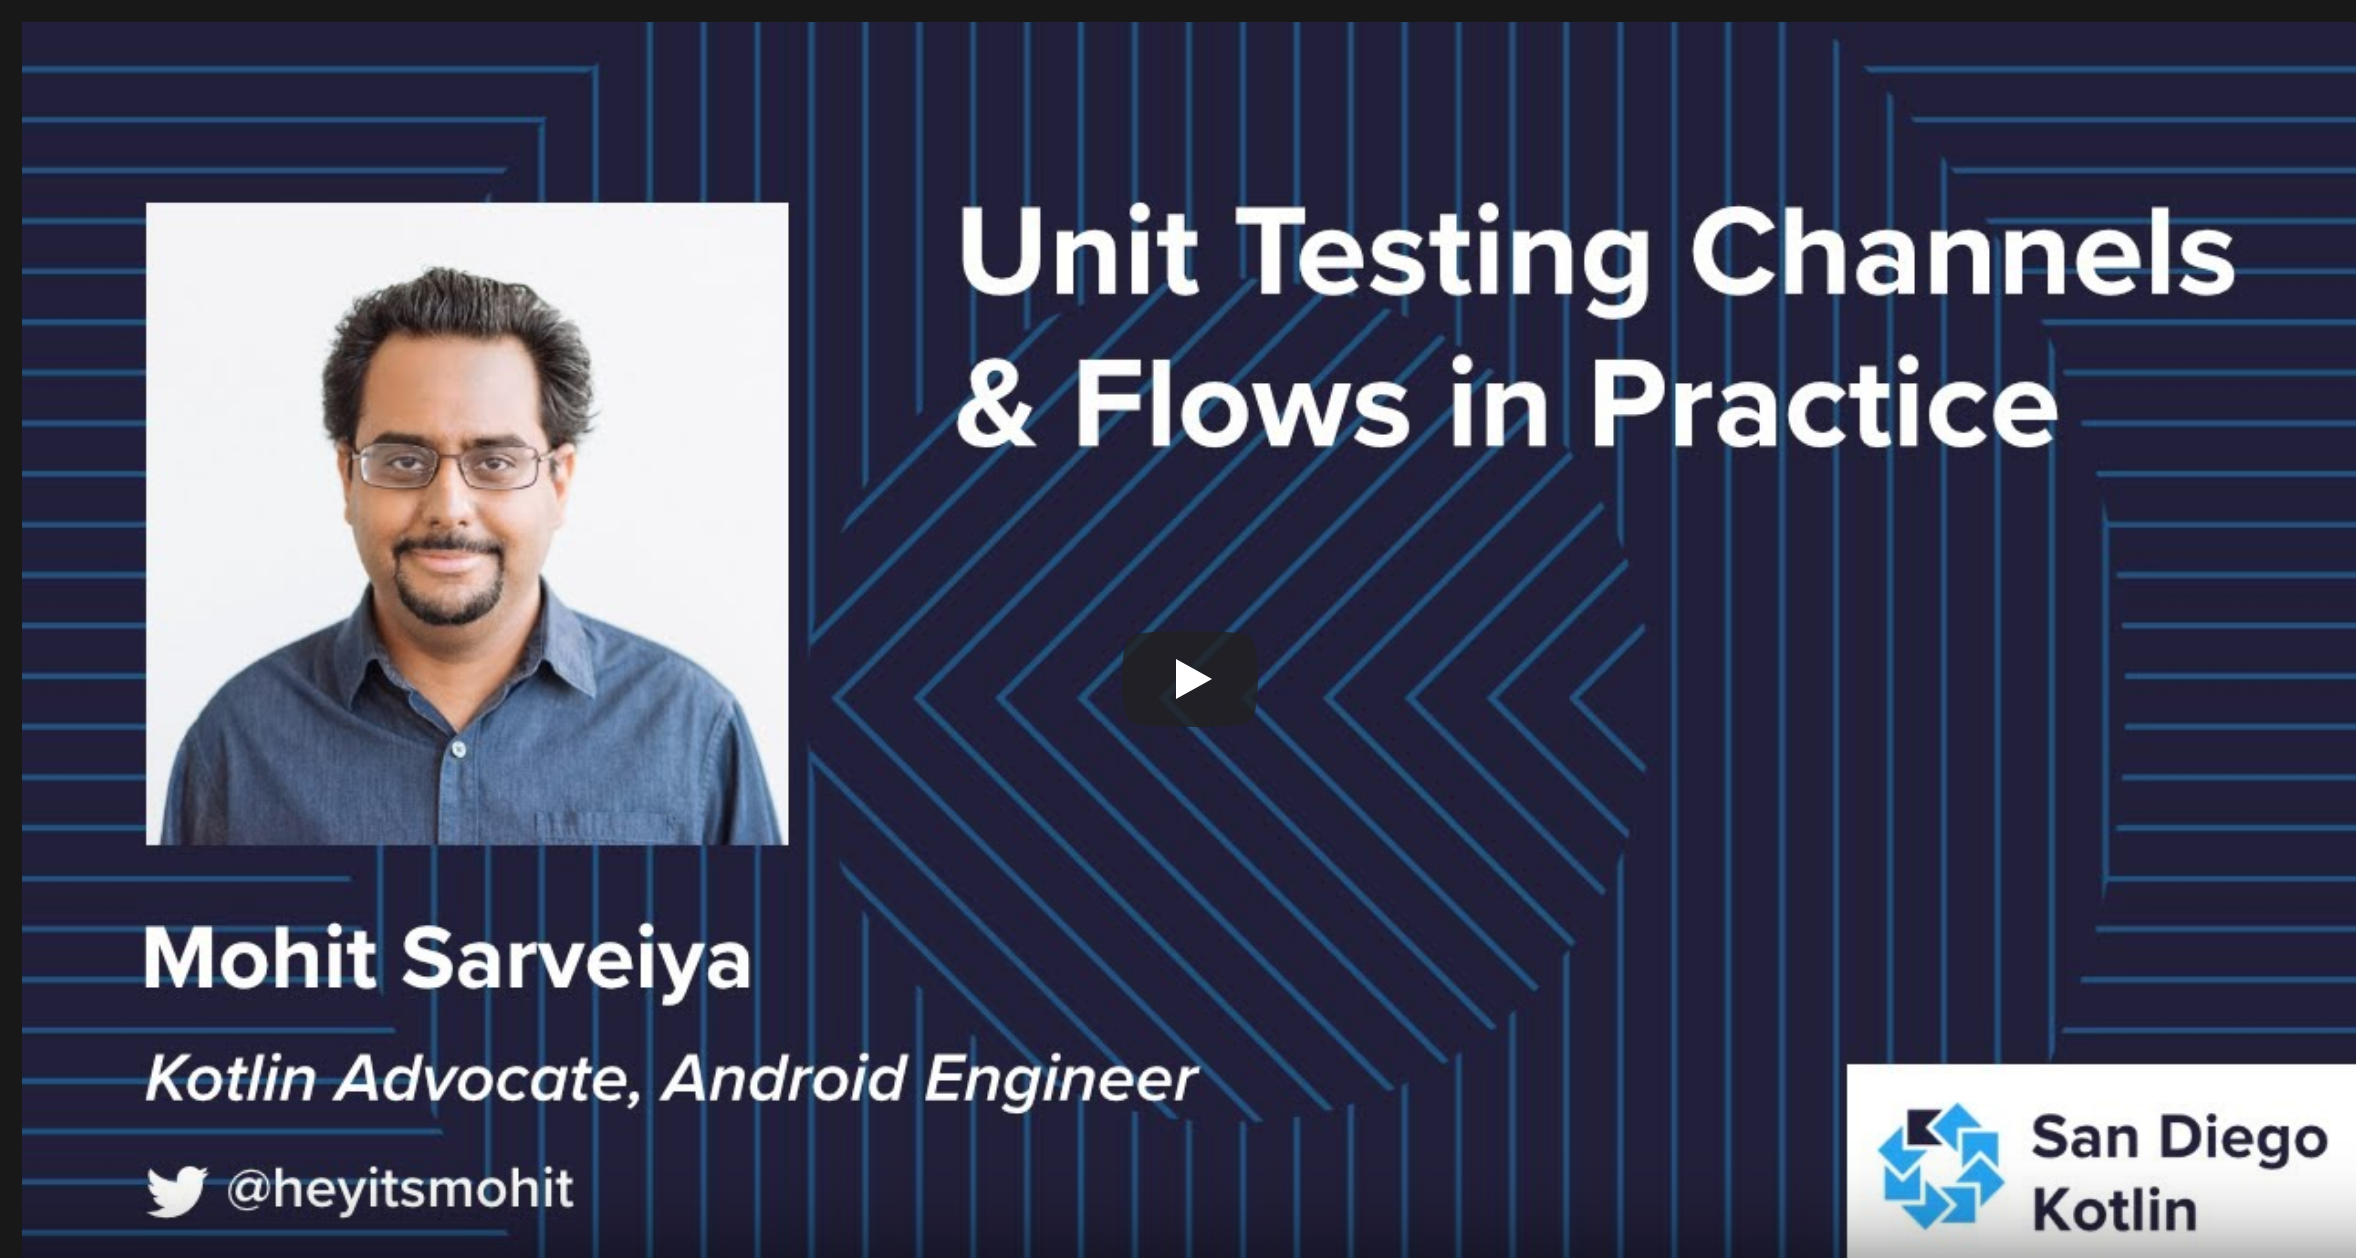 Unit Testing Channels
& Flows in Practice
Mohit Sarveiya
Kotlin Advocate, Android Engineer
@heyitsmohit
San Diego
Kotlin